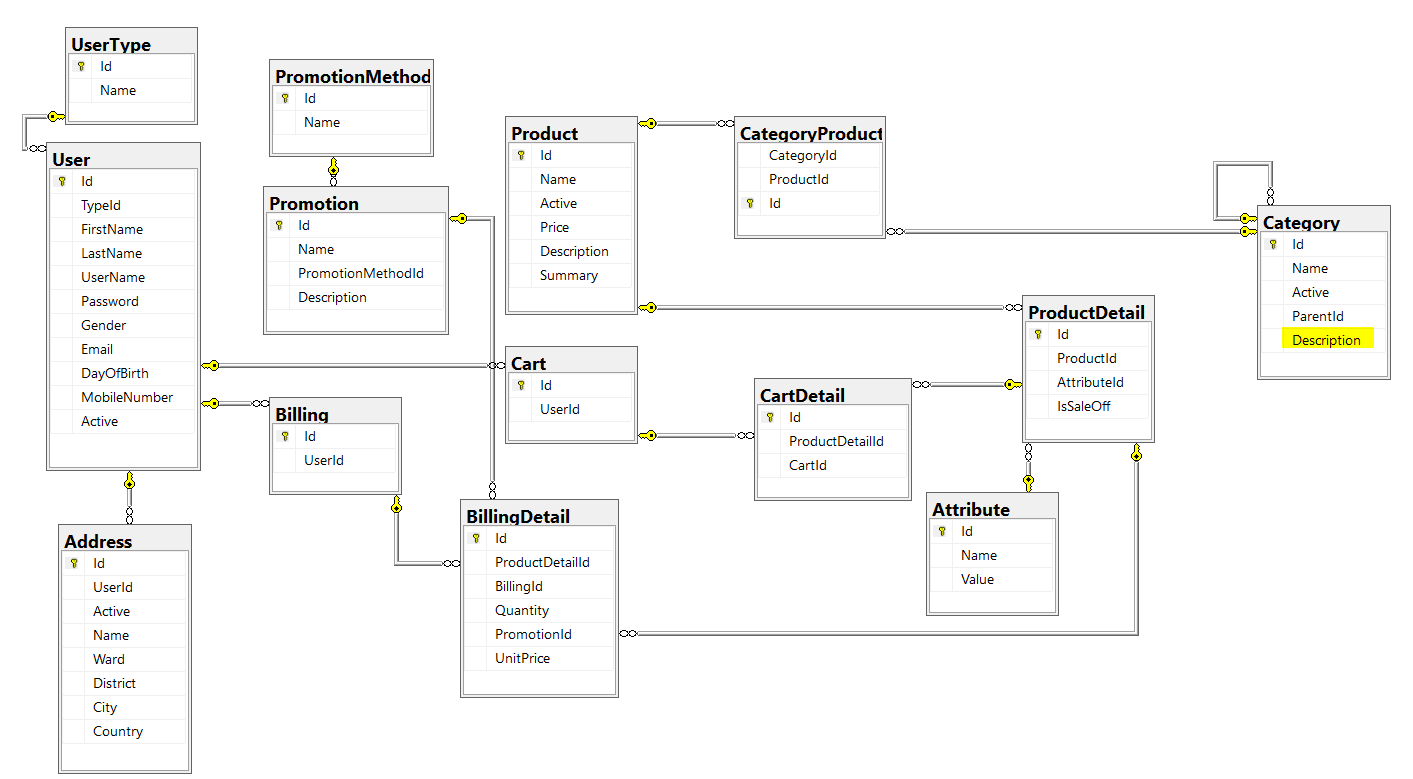 UserType
Id
Name
User
Id
TypeId
FirstName
LastName
UserName
Password
Gender
Email
DayOfBirth
MobileNumber
Active
Address
Id
UserId
Active
Name
Ward
District
City
Country
PromotionMethod
Id
Name
Promotion
Id
Name
PromotionMethodId
Description
Billing
Id
UserId
Product
Id
Name
Active
Price
Description
Summary
Cart
Id
UserId
BillingDetail
Id
ProductDetailId
BillingId
Quantity
PromotionId
UnitPrice
CategoryProduct
CategoryId
ProductId
Id
CartDetail
Id
ProductDetailId
CartId
ProductDetail
Id
ProductId
AttributeId
IsSaleOff
Attribute
Id
Name
Value
Category
Id
Name
Active
ParentId
Description